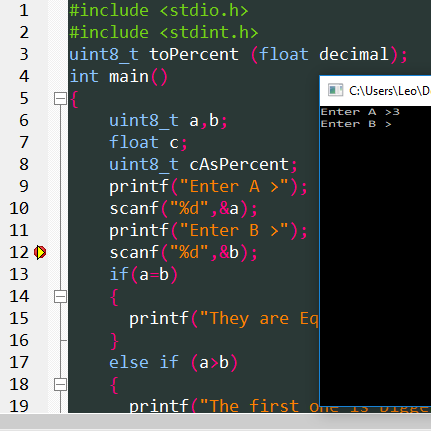 1 #include <stdio.h>
2 #include <stdint.h>
3 uint8_t toPercent (float decimal);
4 int main()
5 {
6 uint8_t a,b;
7 float c;
8 uint8_t cAsPercent;
9 printf("Enter A >");
10 scanf("%d",&a);
11 printf("Enter B >");
12 scanf("%d",&b);
13 if(a=b)
14 {
15 printf("They are Eq
16 }
17 else if (a>b)
18 {
19 printf("The first one is bigge
C:\Users\Leo\D
Enter A >3
Enter B >